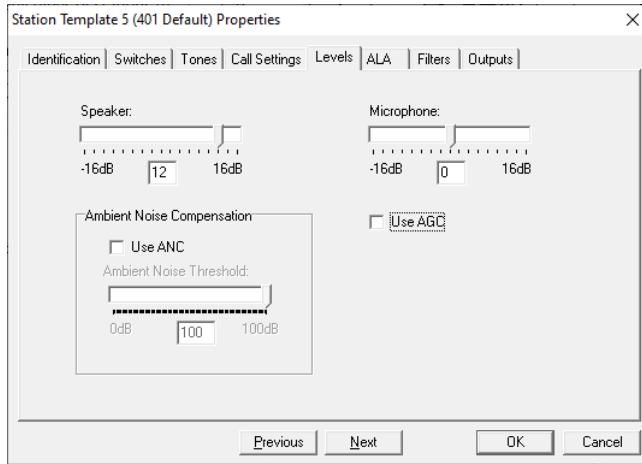 Station Template 5 (401 Default) Properties
Identification Switches Tones Call Settings Levels ALA Filters Outputs
Speaker: Microphone:
-16dB 12 16dB -16dB 0 16dB
Ambient Noise Compensation
Use AGC
Use ANC
Ambient Noise Threshold:
0dB 100 100dB
Previous Next OK Cancel